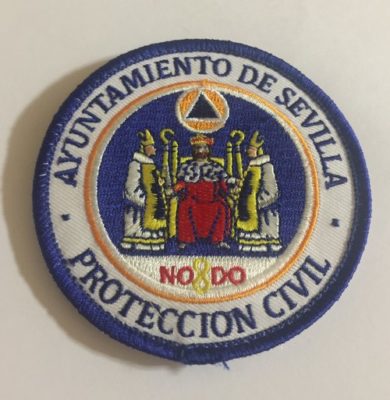 AYUNTAMIENTO DE SEVILLA
NO8DO
· PROTECCION CIVIL ·